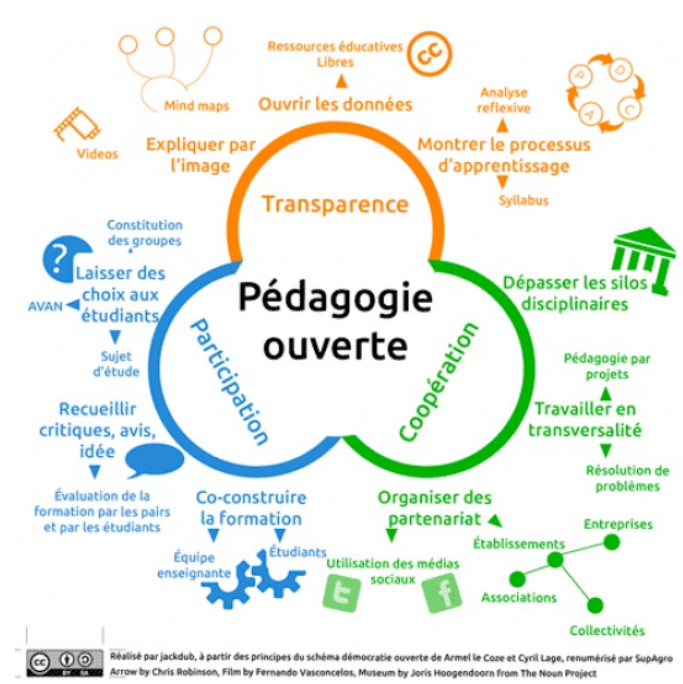 Ressources éducatives
Libres
cc
Ouvrir les données
Mind maps
Videos
Expliquer par
l'image
Analyse
reflexive
P
D
C
A
Montrer le processus
d'apprentissage
Syllabus
Transparence
Pédagogie
ouverte
Participation
Coopération
Constitution
des groupes
?
Laisser des
choix aux
étudiants
AVAN
Sujet
d'étude
Recueillir
critiques, avis,
idée
Évaluation de la
formation par les pairs
et par les étudiants
Co-construire
la formation
Équipe
enseignante
Étudiants
Dépasser les silos
disciplinaires
Pédagogie par
projets
Travailler en
transversalité
Résolution de
problèmes
Organiser des
partenariat
Utilisation des médias
sociaux
t
f
Établissements
Entreprises
Associations
Collectivités
cc
BY SA
Réalisé par jackdub, à partir des principes du schéma démocratie ouverte de Armel le Coze et Cyril Lage, renumérisé par SupAgro
Arrow by Chris Robinson, Film by Fernando Vasconcelos, Museum by Joris Hoogendoorn from The Noun Project